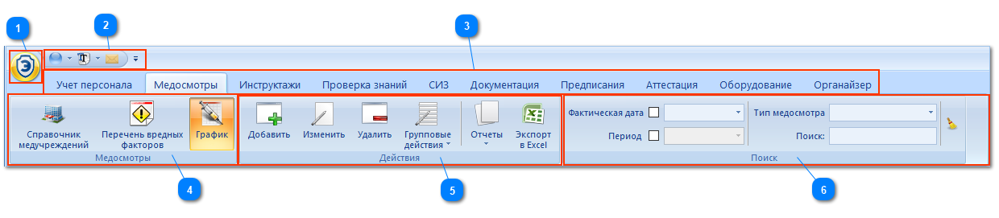 1
2
3
Э
Учет персонала Медосмотры Инструктажи Проверка знаний СИЗ Документация Предписания Аттестация Оборудование Органайзер
Справочник
медучреждений
Перечень вредных
факторов
График
Медосмотры
Добавить
Изменить
Удалить
Групповые
действия
Отчеты
Экспорт
в Excel
Действия
Фактическая дата
Период
Тип медосмотра
Поиск:
Поиск
4
5
6